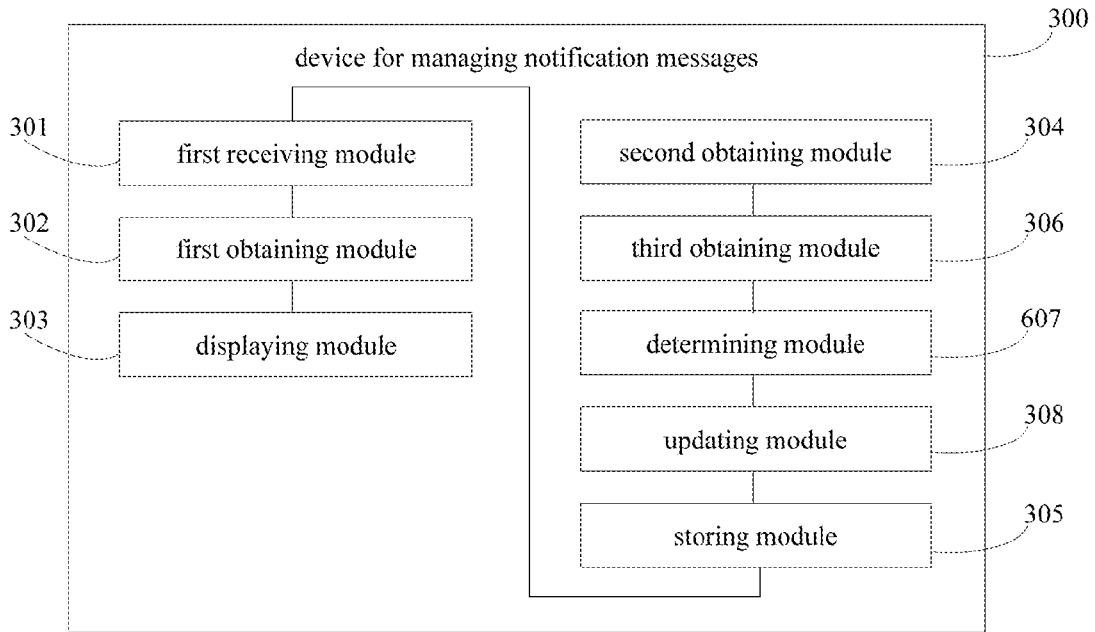 300
device for managing notification messages
301
first receiving module
302
first obtaining module
303
displaying module
second obtaining module
304
third obtaining module
306
determining module
607
updating module
308
storing module
305